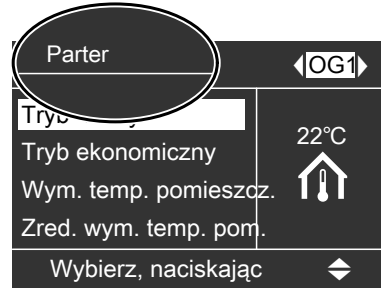 Parter
OG1
Tryb
Tryb ekonomiczny
22°C
Wym. temp. pomieszcz.
Zred. wym. temp. pom.
Wybierz, naciskając